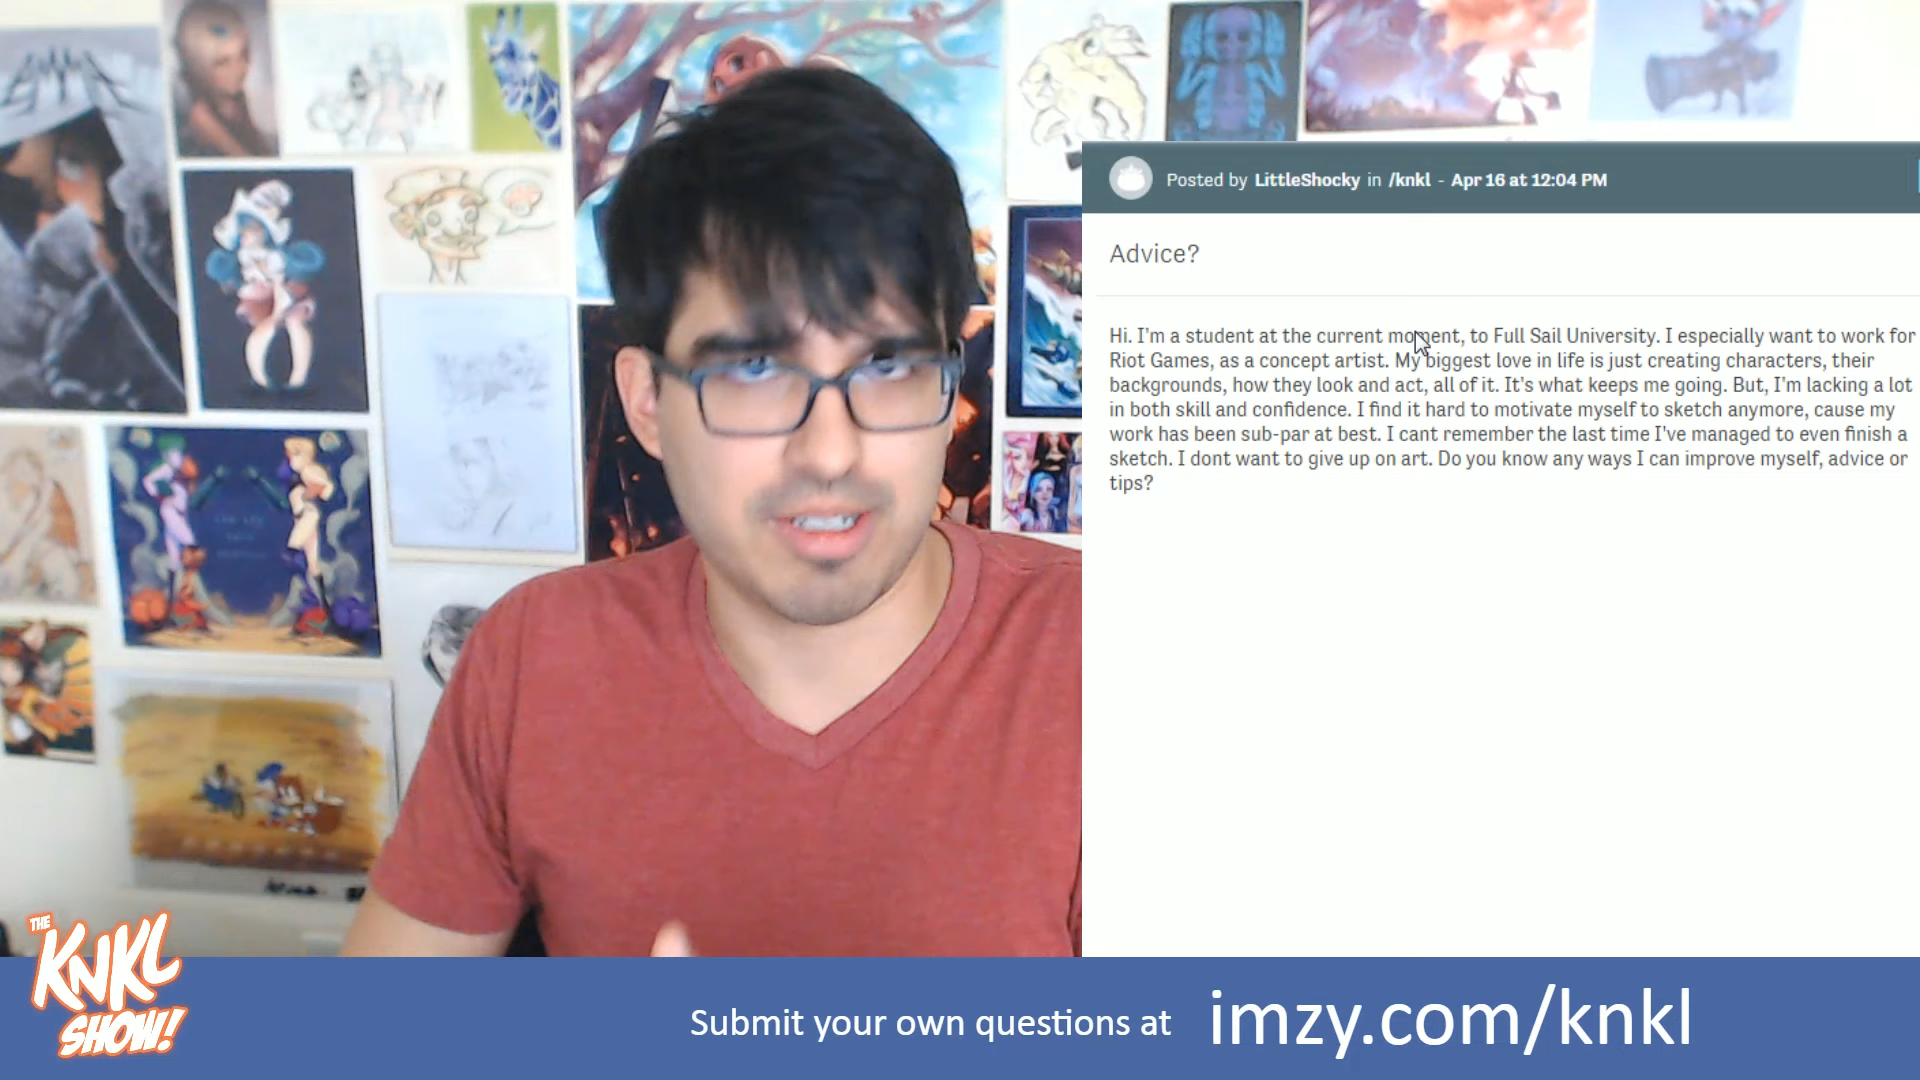 Posted by LittleShocky in /knkl - Apr 16 at 12:04 PM
Advice?
Hi. I'm a student at the current moment, to Full Sail University. I especially want to work for
Riot Games, as a concept artist. My biggest love in life is just creating characters, their
backgrounds, how they look and act, all of it. It's what keeps me going. But, I'm lacking a lot
in both skill and confidence. I find it hard to motivate myself to sketch anymore, cause my
work has been sub-par at best. I cant remember the last time I've managed to even finish a
sketch. I dont want to give up on art. Do you know any ways I can improve myself, advice or
tips?
THE
KNKL
SHOW!
Submit your own questions at imzy.com/knkl